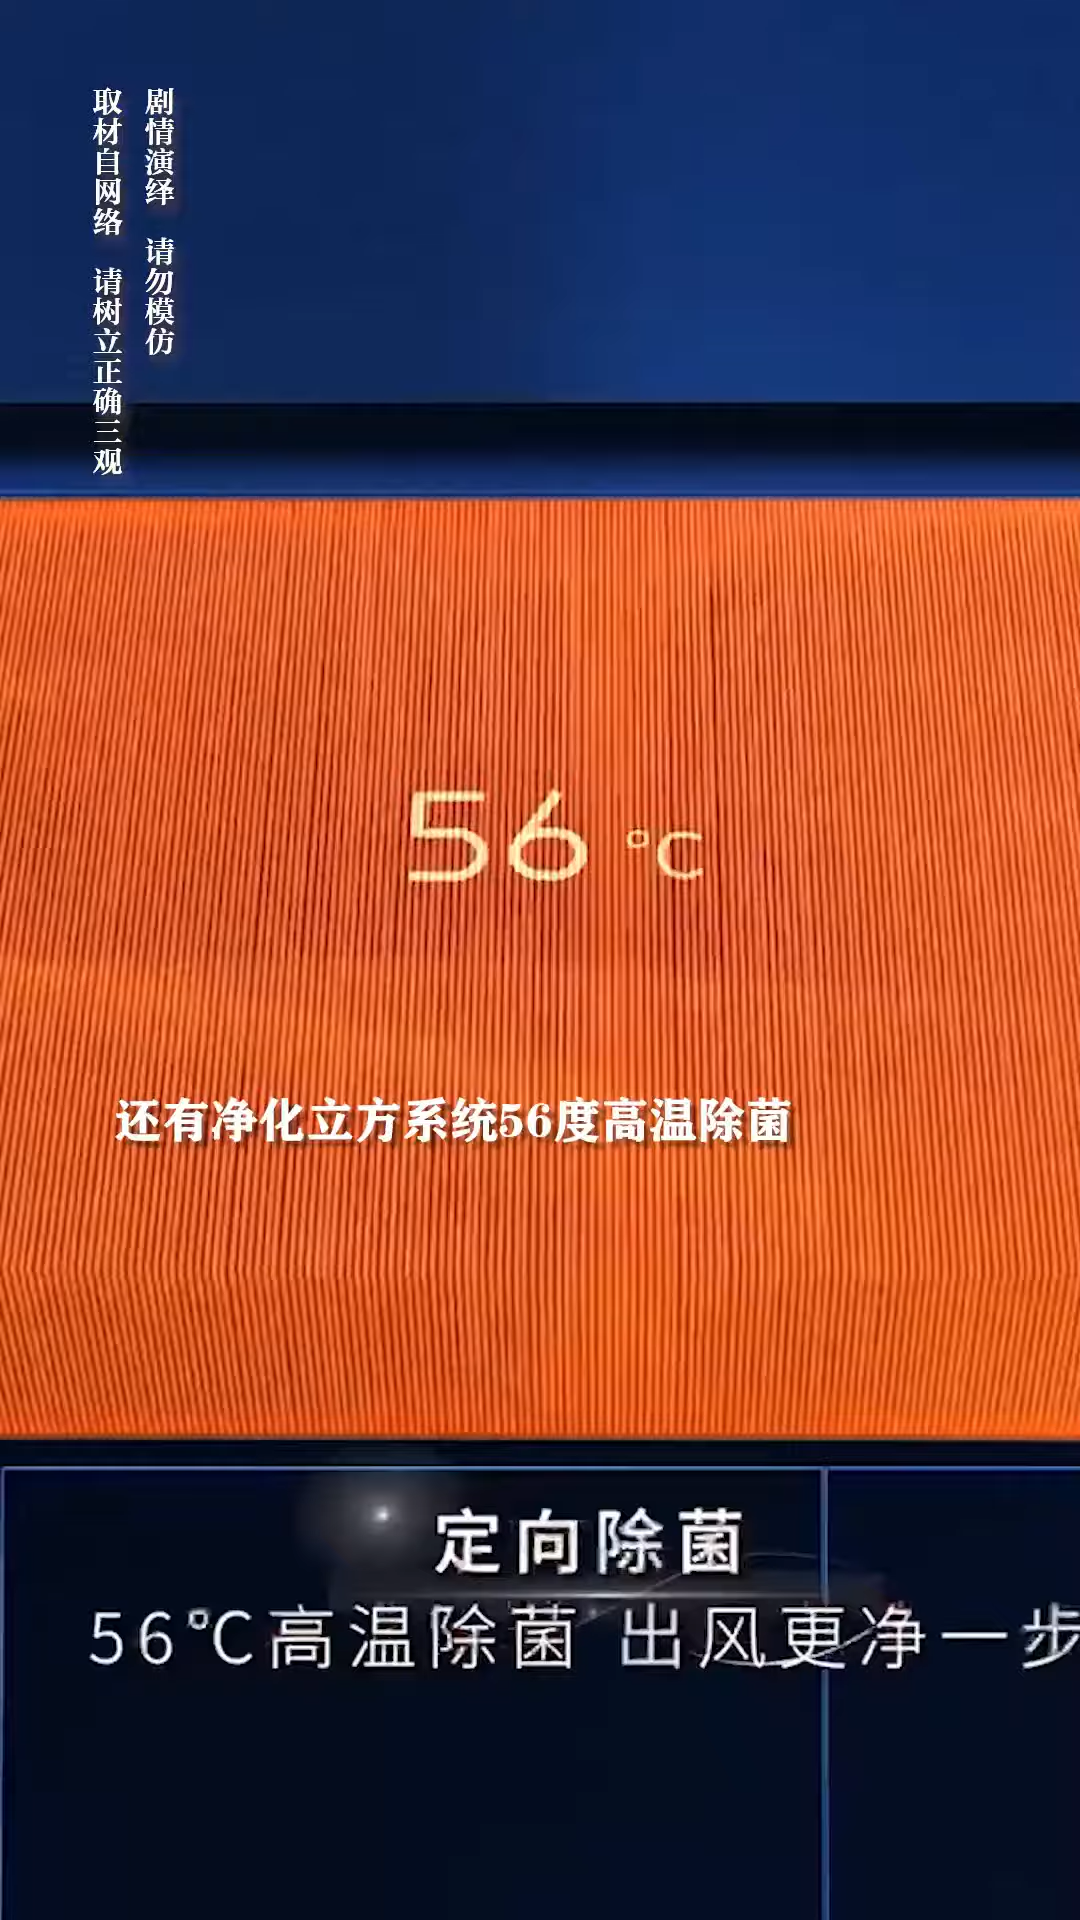 剧情演绎 请勿模仿
取材自网络 请树立正确三观
56 °C
还有净化立方系统56度高温除菌
定向除菌
56℃高温除菌 出风更净一步